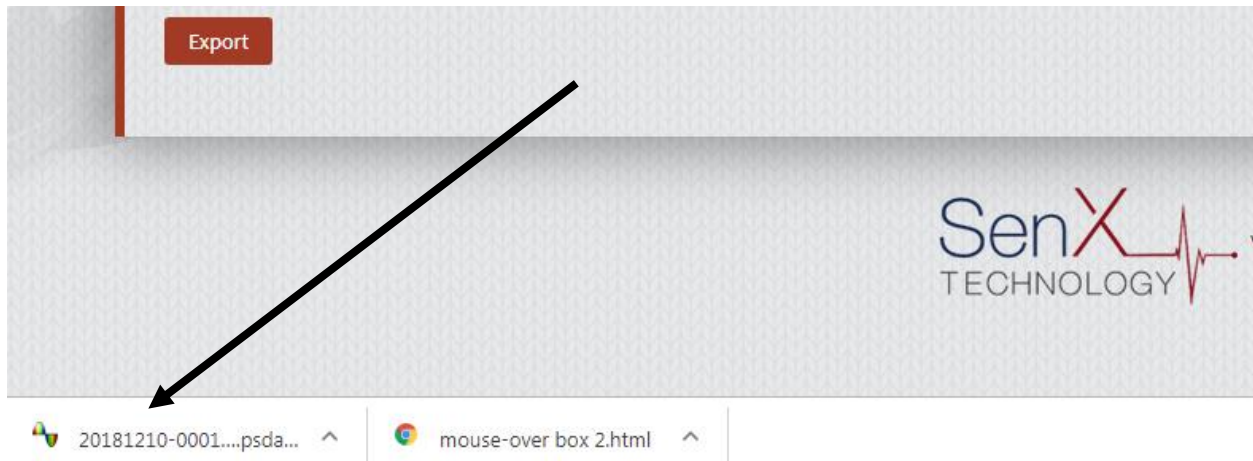 Export
SenX
TECHNOLOGY
20181210-0001....psda...
mouse-over box 2.html